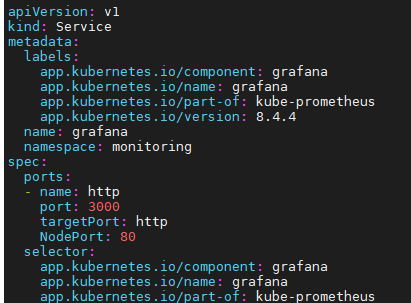 apiVersion: v1
kind: Service
metadata:
  labels:
    app.kubernetes.io/component: grafana
    app.kubernetes.io/name: grafana
    app.kubernetes.io/part-of: kube-prometheus
    app.kubernetes.io/version: 8.4.4
  name: grafana
  namespace: monitoring
spec:
  ports:
  - name: http
    port: 3000
    targetPort: http
    NodePort: 80
  selector:
    app.kubernetes.io/component: grafana
    app.kubernetes.io/name: grafana
    app.kubernetes.io/part-of: kube-prometheus